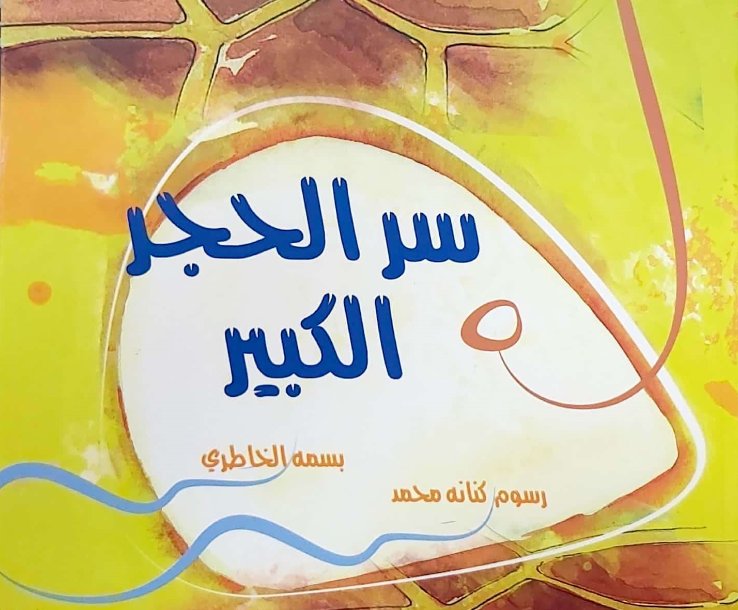 سر الحجر
الكبير
بسمه الخاطري
رسوم كنانه محمد